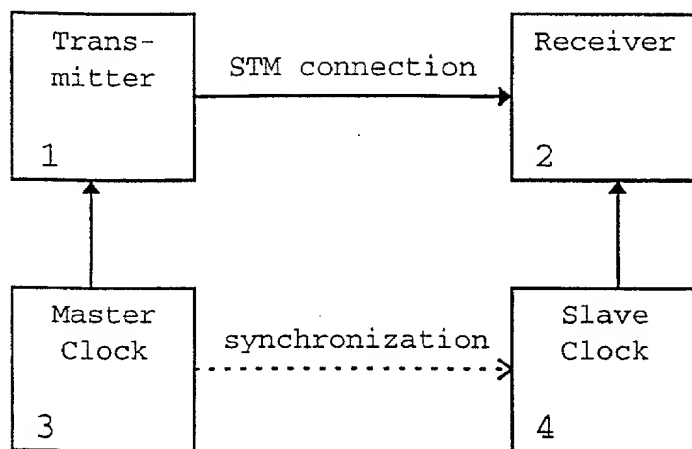 Trans-
mitter
1
STM connection
Receiver
2
Master
Clock
3
synchronization
Slave
Clock
4